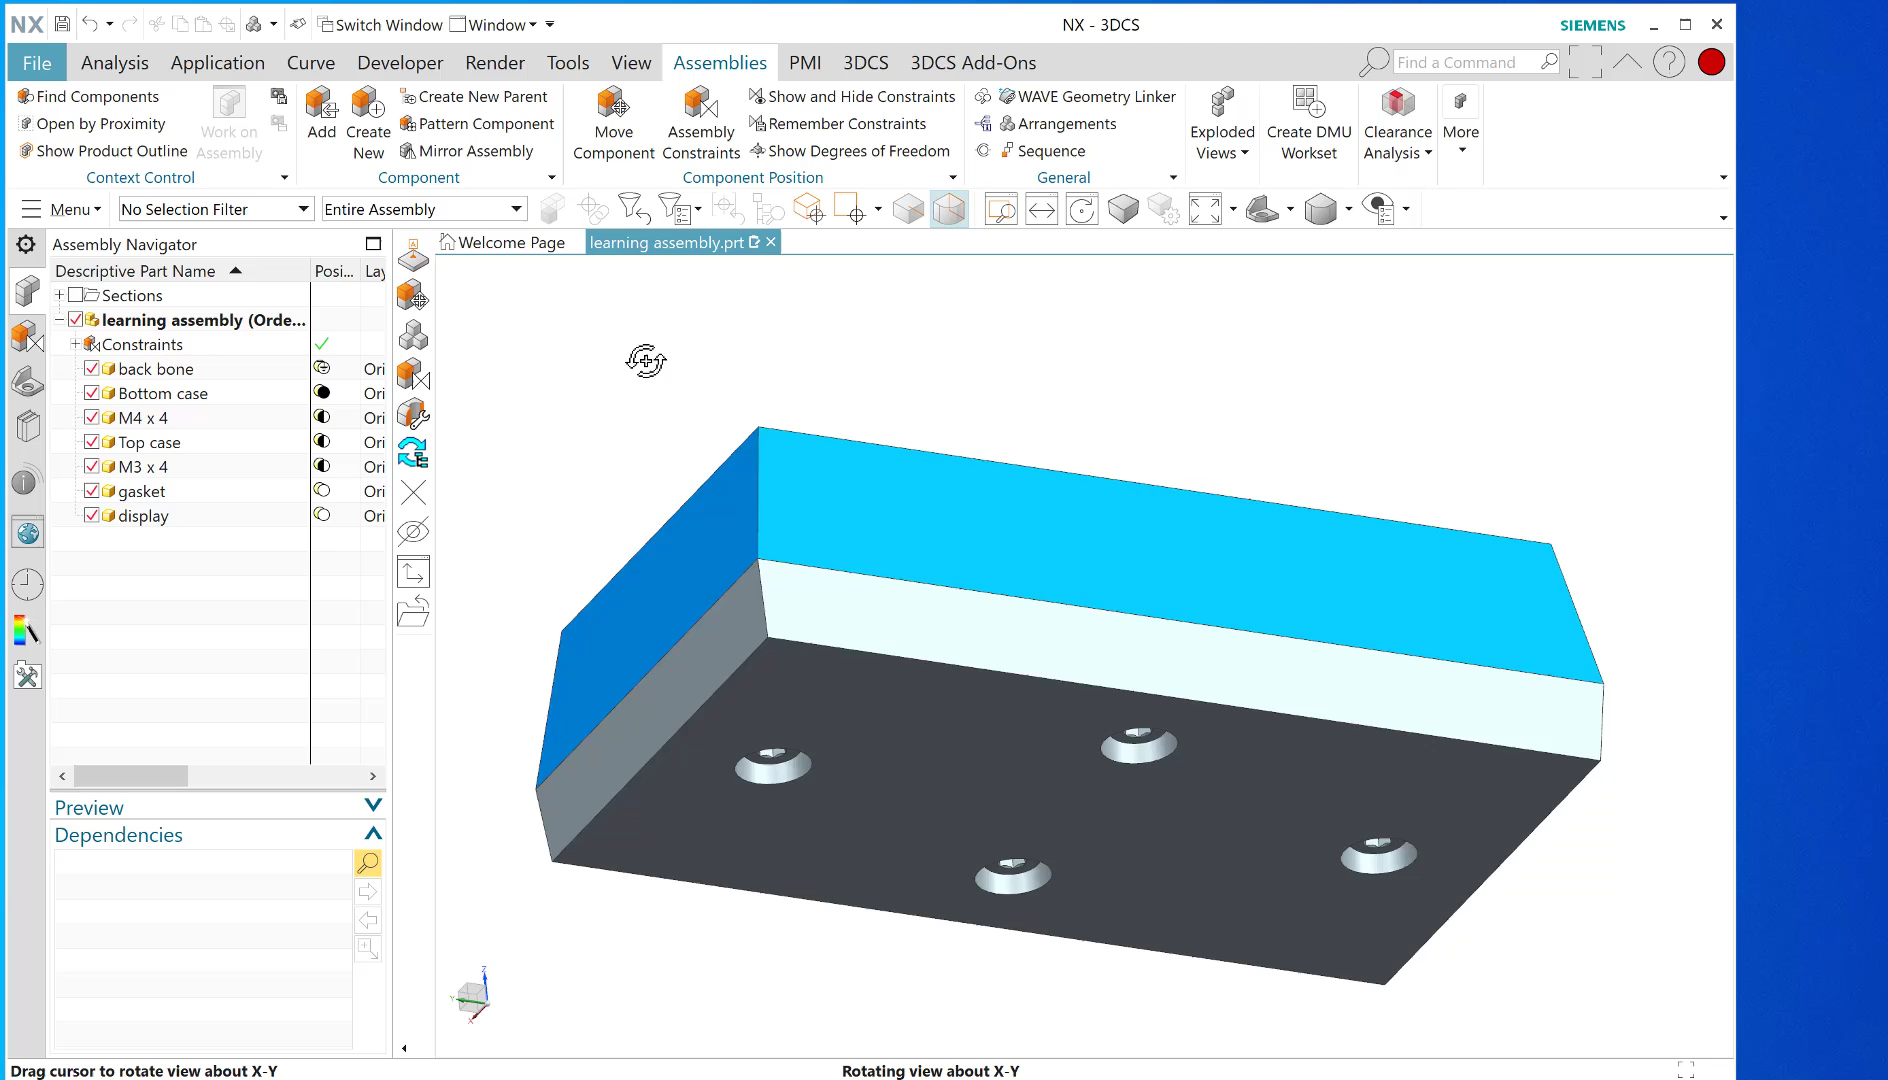 NX Switch Window Window NX - 3DCS SIEMENS
File Analysis Application Curve Developer Render Tools View Assemblies PMI 3DCS 3DCS Add-Ons Find a Command
Find Components
Open by Proximity
Show Product Outline
Work on
Assembly
Context Control
Add
Create
New
Create New Parent
Pattern Component
Mirror Assembly
Component
Move
Component
Assembly
Constraints
Show and Hide Constraints
Remember Constraints
Show Degrees of Freedom
Component Position
WAVE Geometry Linker
Arrangements
Sequence
General
Exploded
Views
Create DMU
Workset
Clearance
Analysis
More
Menu No Selection Filter Entire Assembly
Assembly Navigator
Welcome Page learning assembly.prt
Descriptive Part Name Posi... Lay
Sections
learning assembly (Orde...
Constraints
back bone Ori
Bottom case Ori
M4 x 4 Ori
Top case Ori
M3 x 4 Ori
gasket Ori
display Ori
Preview
Dependencies
Z
Y
X
Drag cursor to rotate view about X-Y Rotating view about X-Y